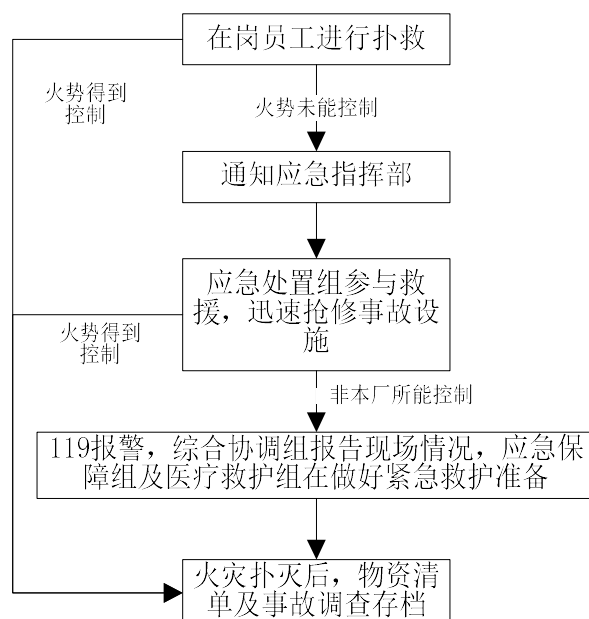 在岗员工进行扑救
火势得到
控制
火势未能控制
通知应急指挥部
应急处置组参与救
援，迅速抢修事故设
施
火势得到
控制
非本厂所能控制
119报警，综合协调组报告现场情况，应急保
障组及医疗救护组在做好紧急救护准备
火灾扑灭后，物资清
单及事故调查存档